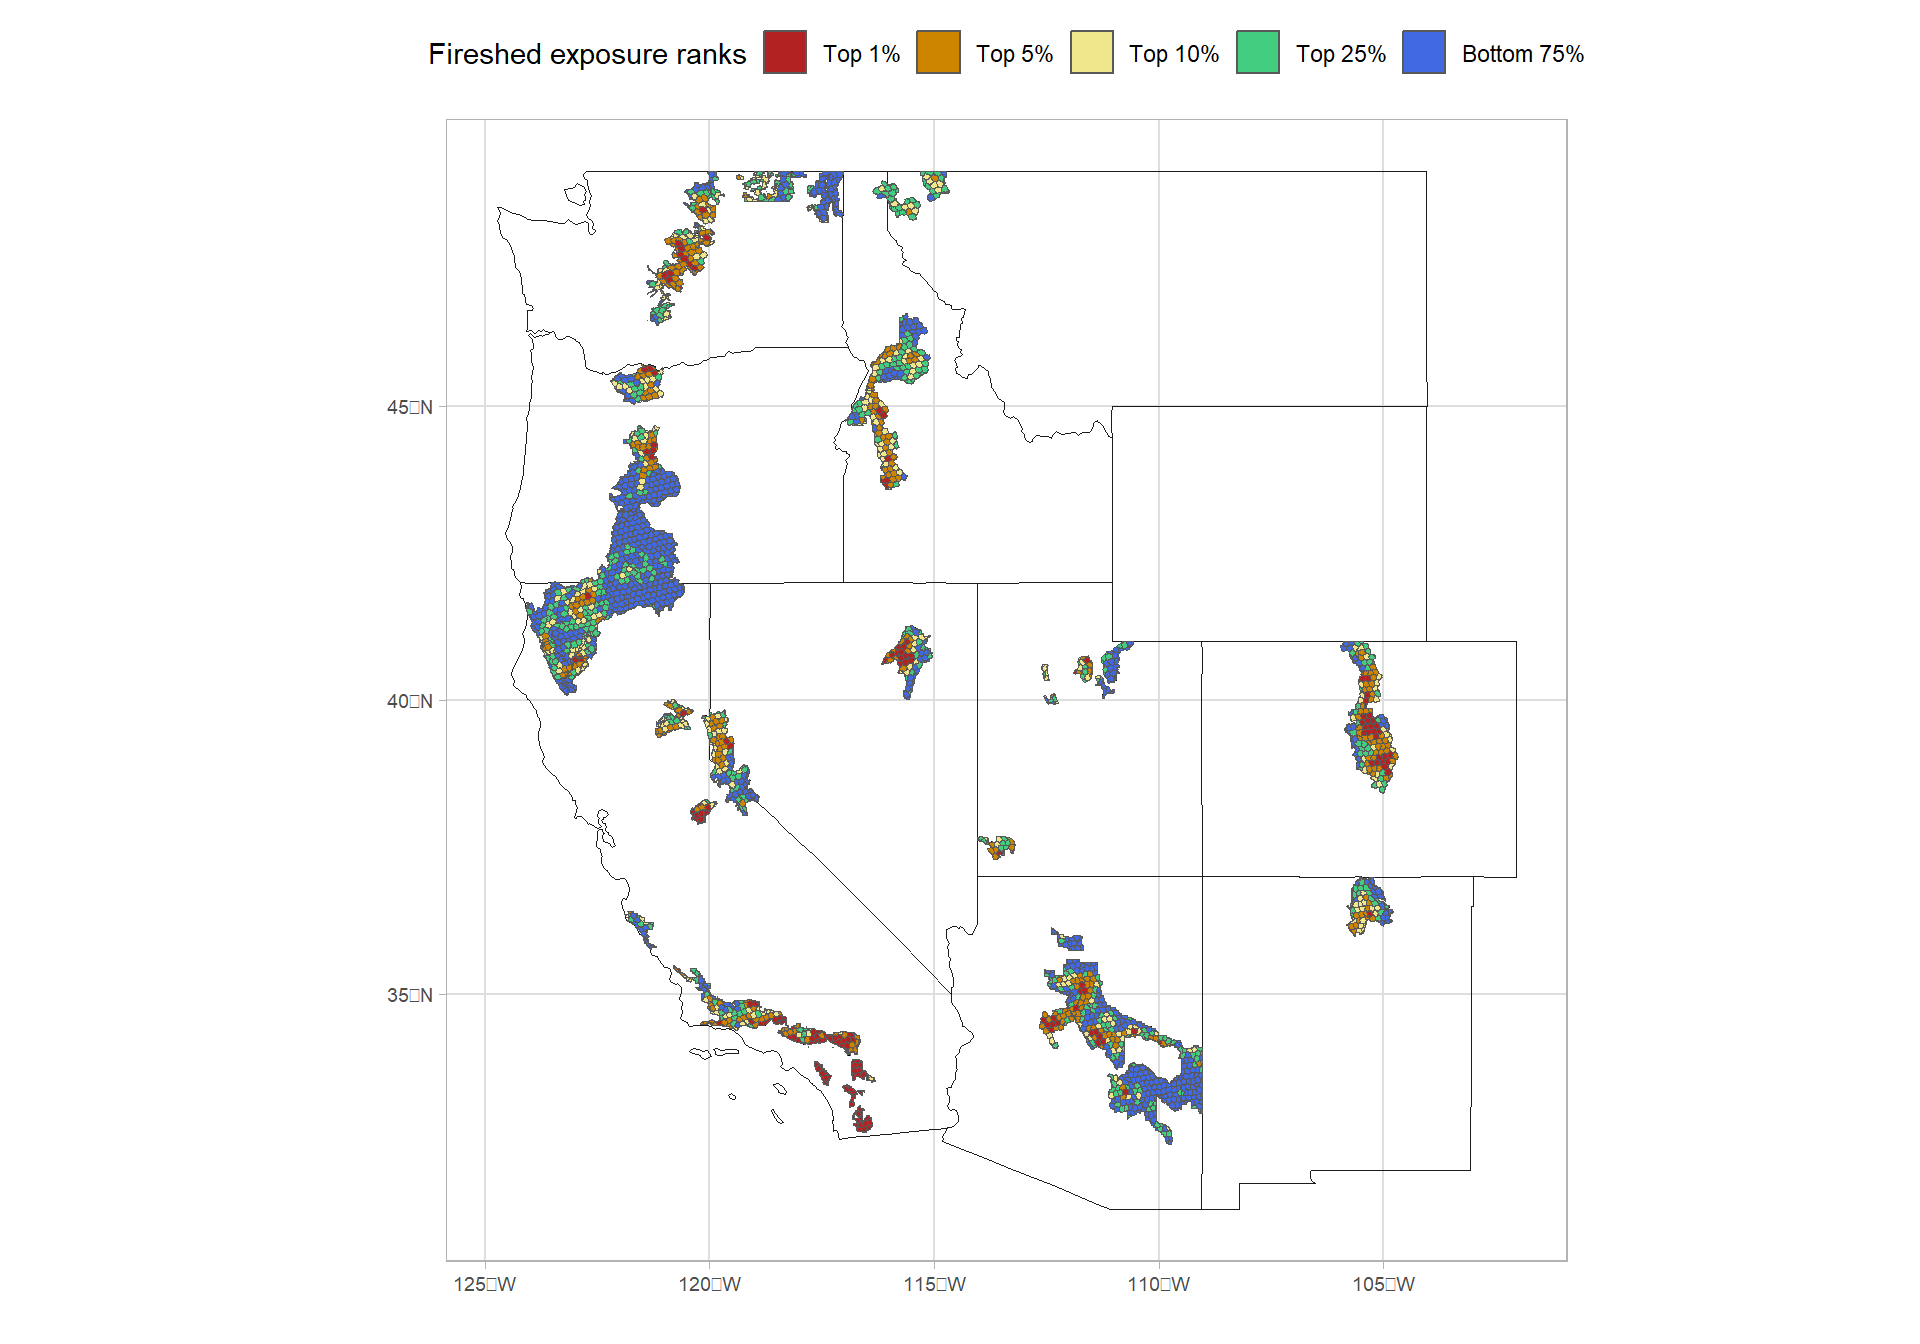 Fireshed exposure ranks Top 1% Top 5% Top 10% Top 25% Bottom 75%
45□N
40□N
35□N
125□W 120□W 115□W 110□W 105□W